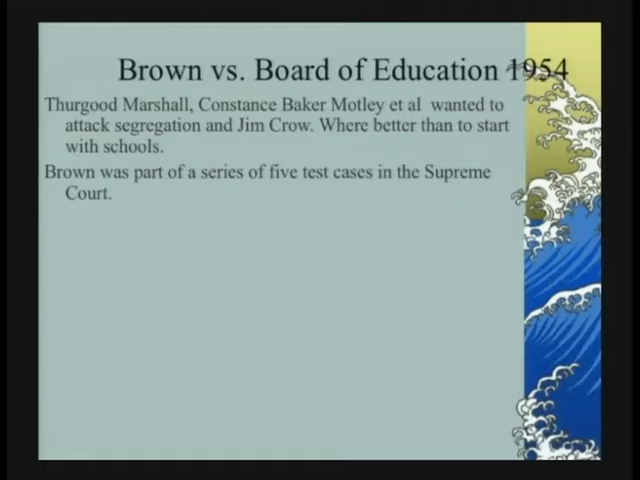 Brown vs. Board of Education 1954
Thurgood Marshall, Constance Baker Motley et al wanted to
attack segregation and Jim Crow. Where better than to start
with schools.
Brown was part of a series of five test cases in the Supreme
Court.